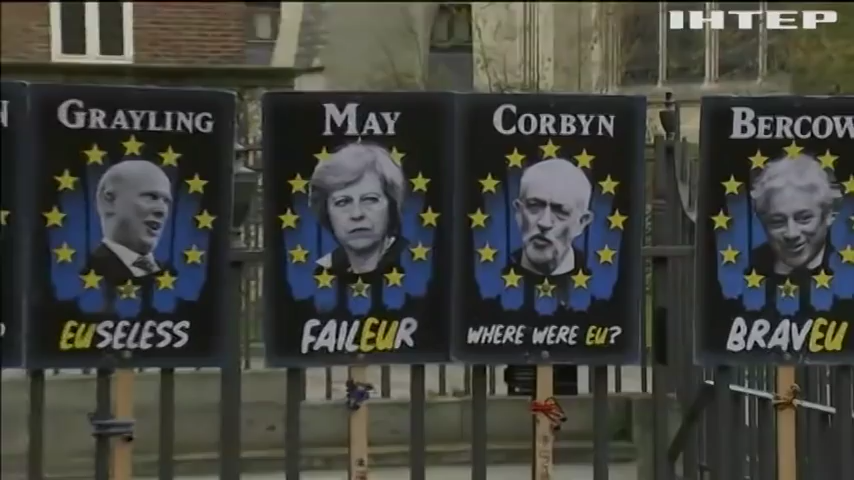 ІНТЕР
GRAYLING
EUSELESS
MAY
FAILEUR
CORBYN
WHERE WERE EU?
BERCOW
BRAVEU